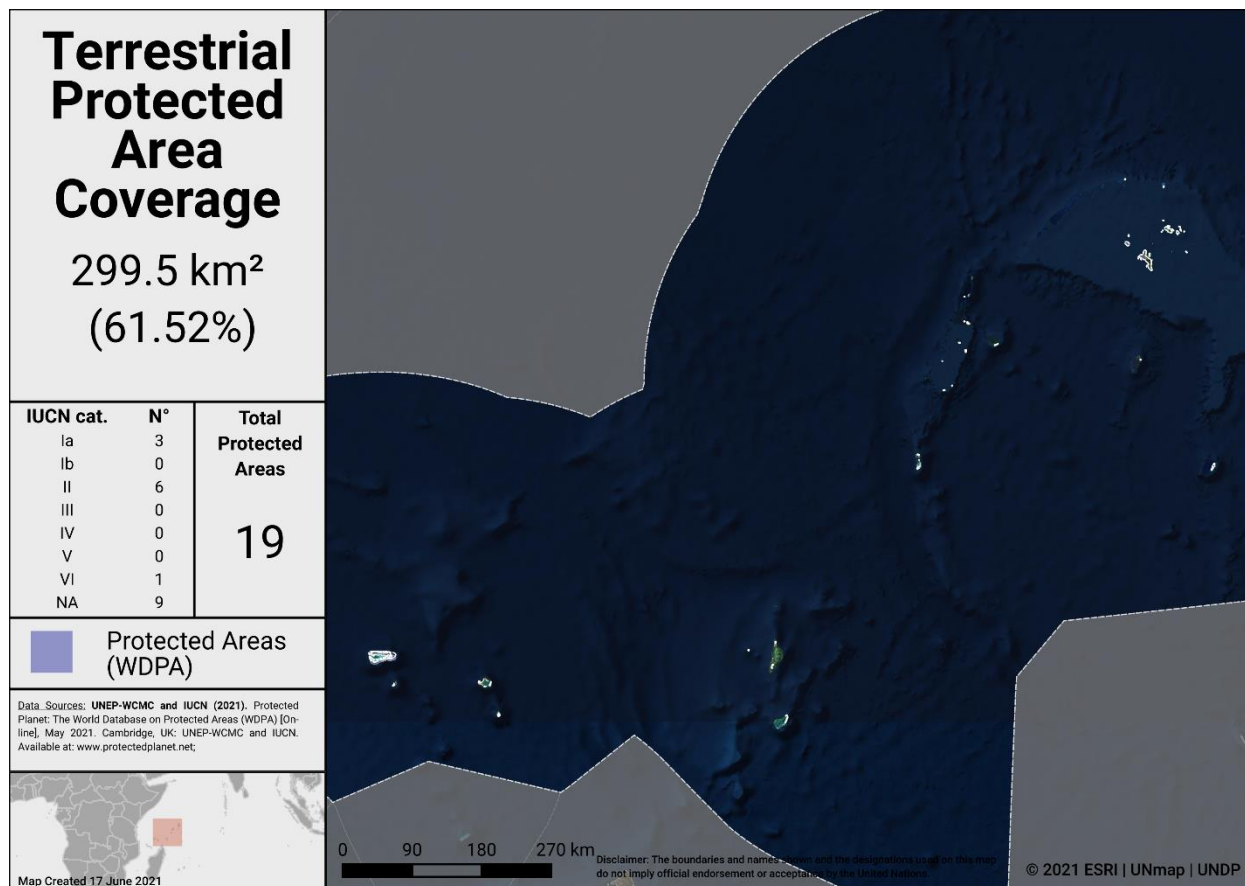 Terrestrial
Protected
Area
Coverage
299.5 km²
(61.52%)
IUCN cat. N°
Ia 3
Ib 0
II 6
III 0
IV 0
V 0
VI 1
NA 9
Total
Protected
Areas
19
Protected Areas
(WDPA)
Data Sources: UNEP-WCMC and IUCN (2021). Protected
Planet: The World Database on Protected Areas (WDPA) [On-
line], May 2021. Cambridge, UK: UNEP-WCMC and IUCN.
Available at: www.protectedplanet.net;
Map Created 17 June 2021
0 90 180 270 km
Disclaimer: The boundaries and names shown and the designations used on this map
do not imply official endorsement or acceptance by the United Nations.
© 2021 ESRI | UNmap | UNDP